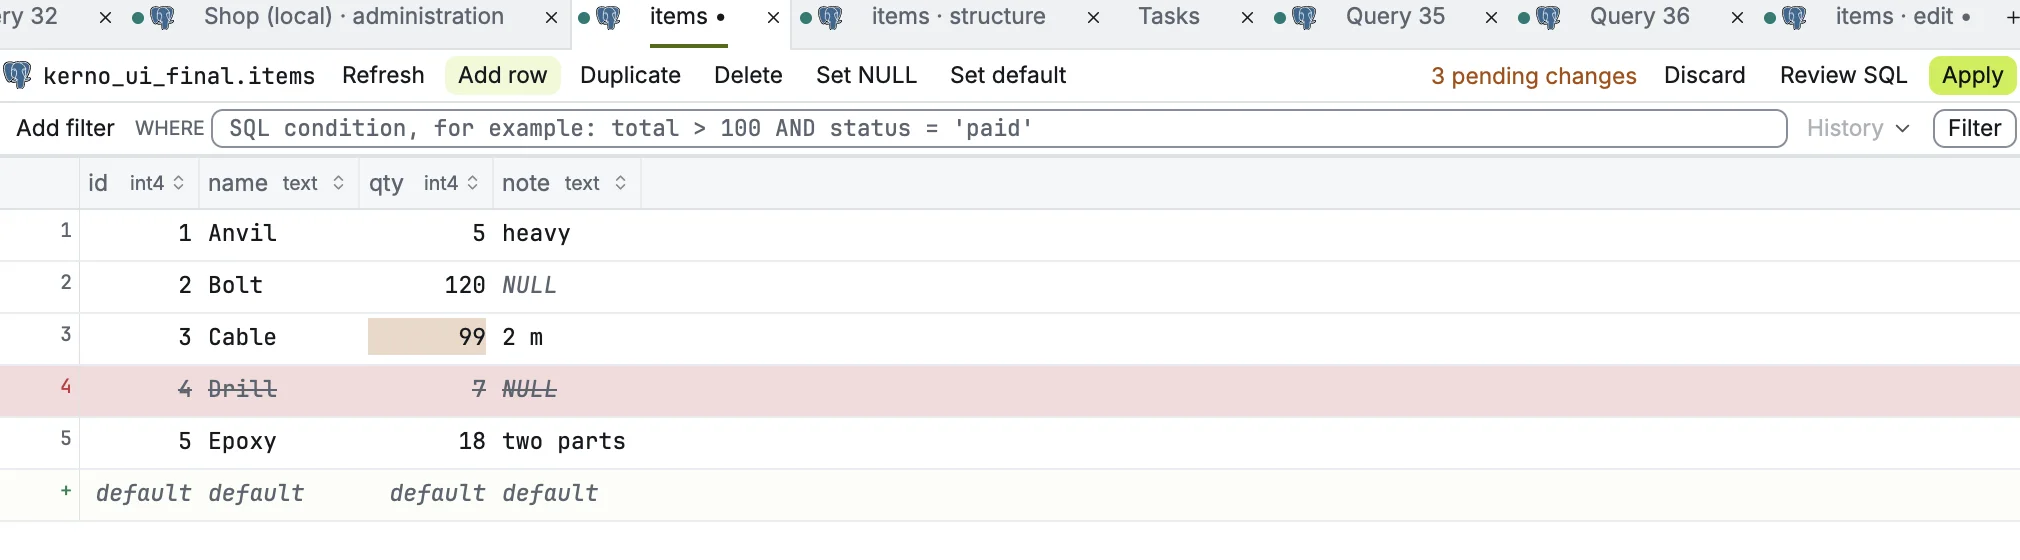 ry 32 × Shop (local) · administration × items • × items · structure × Tasks × Query 35 × Query 36 × items · edit • +
kerno_ui_final.items Refresh Add row Duplicate Delete Set NULL Set default 3 pending changes Discard Review SQL Apply
Add filter WHERE SQL condition, for example: total > 100 AND status = 'paid' History Filter
id int4 name text qty int4 note text
1 1 Anvil 5 heavy
2 2 Bolt 120 NULL
3 3 Cable 99 2 m
4 4 Drill 7 NULL
5 5 Epoxy 18 two parts
+ default default default default